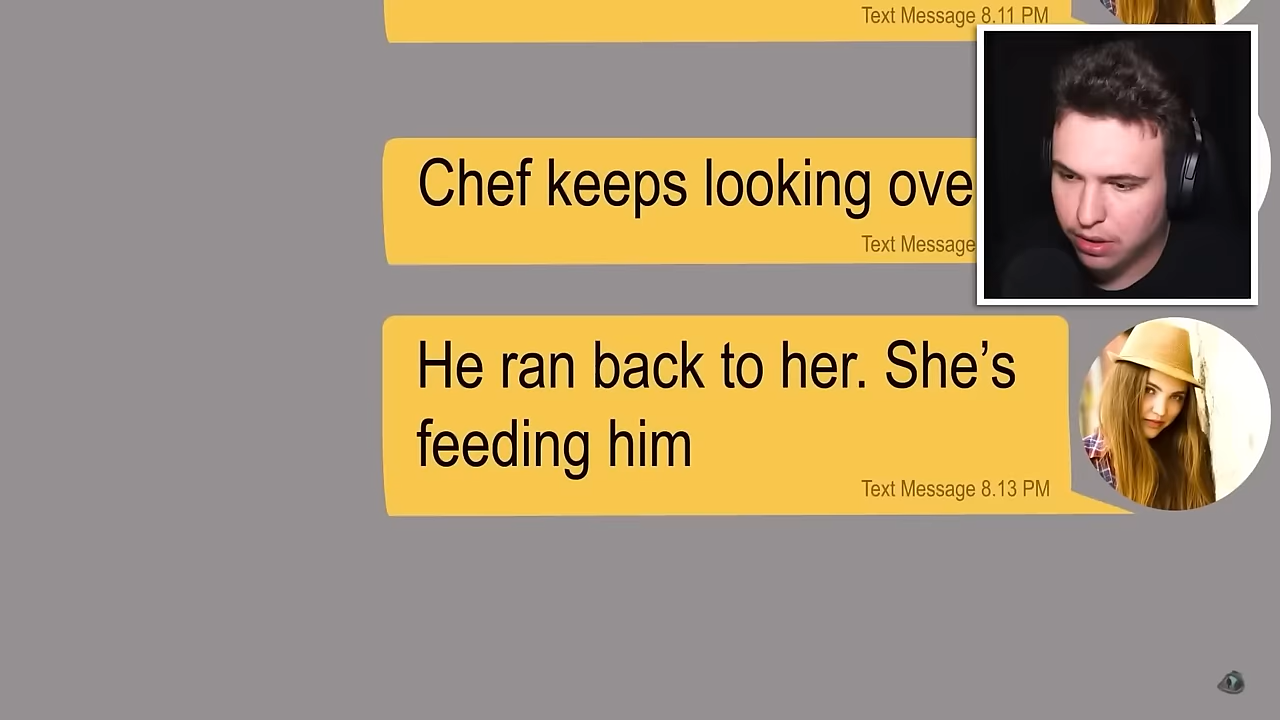 Text Message 8.11 PM
Chef keeps looking
Text Message
He ran back to her. She’s
feeding him
Text Message 8.13 PM